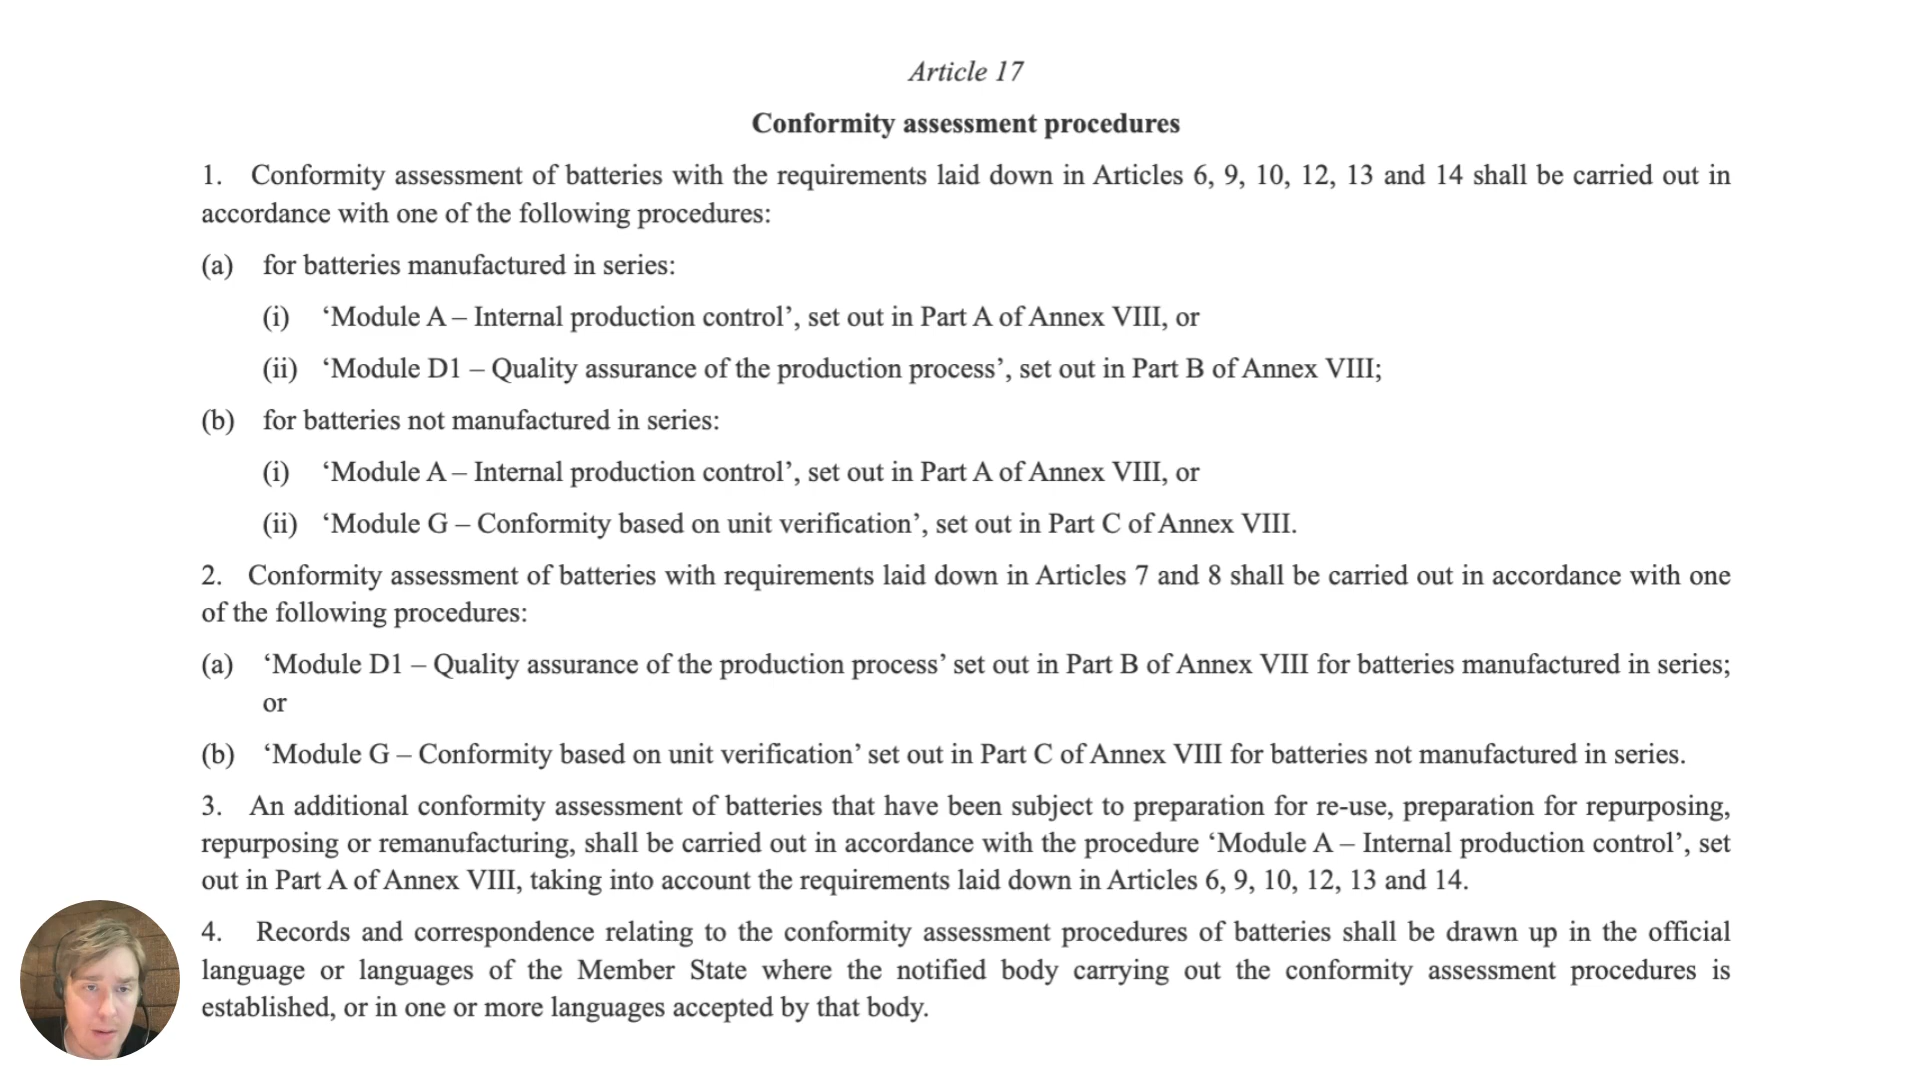 Article 17
Conformity assessment procedures
1. Conformity assessment of batteries with the requirements laid down in Articles 6, 9, 10, 12, 13 and 14 shall be carried out in
accordance with one of the following procedures:
(a) for batteries manufactured in series:
(i) ‘Module A – Internal production control’, set out in Part A of Annex VIII, or
(ii) ‘Module D1 – Quality assurance of the production process’, set out in Part B of Annex VIII;
(b) for batteries not manufactured in series:
(i) ‘Module A – Internal production control’, set out in Part A of Annex VIII, or
(ii) ‘Module G – Conformity based on unit verification’, set out in Part C of Annex VIII.
2. Conformity assessment of batteries with requirements laid down in Articles 7 and 8 shall be carried out in accordance with one
of the following procedures:
(a) ‘Module D1 – Quality assurance of the production process’ set out in Part B of Annex VIII for batteries manufactured in series;
or
(b) ‘Module G – Conformity based on unit verification’ set out in Part C of Annex VIII for batteries not manufactured in series.
3. An additional conformity assessment of batteries that have been subject to preparation for re-use, preparation for repurposing,
repurposing or remanufacturing, shall be carried out in accordance with the procedure ‘Module A – Internal production control’, set
out in Part A of Annex VIII, taking into account the requirements laid down in Articles 6, 9, 10, 12, 13 and 14.
4. Records and correspondence relating to the conformity assessment procedures of batteries shall be drawn up in the official
language or languages of the Member State where the notified body carrying out the conformity assessment procedures is
established, or in one or more languages accepted by that body.